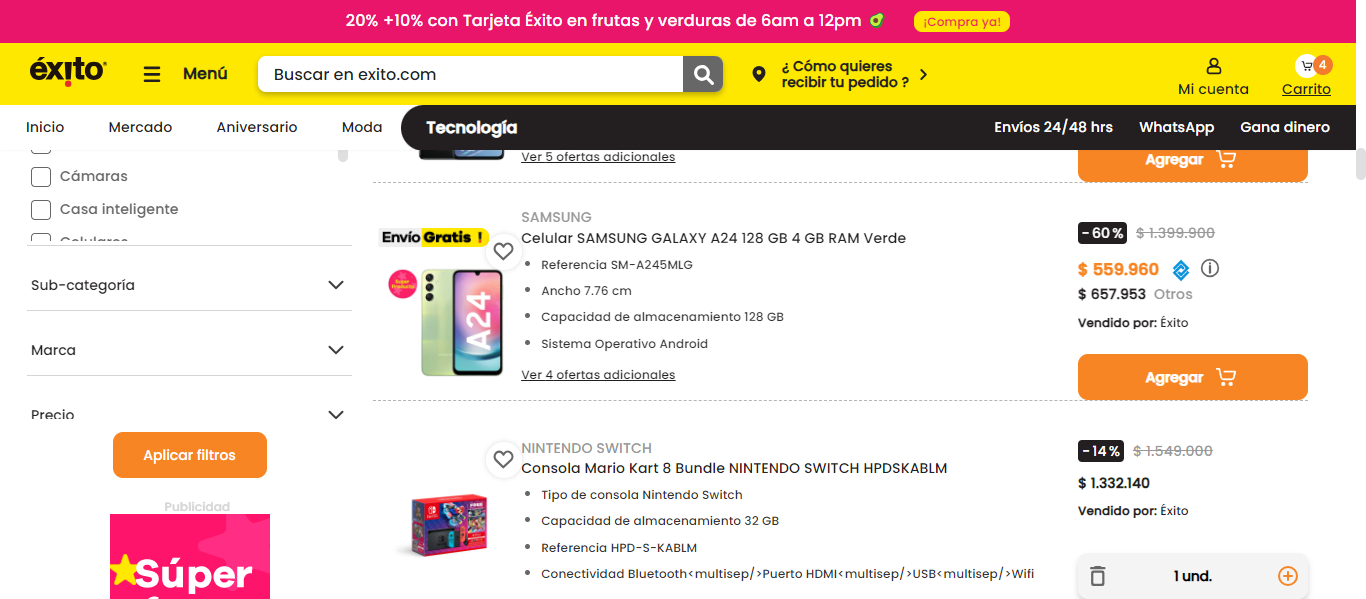 20% +10% con Tarjeta Éxito en frutas y verduras de 6am a 12pm ¡Compra ya!
éxito
Menú
Buscar en exito.com
¿ Cómo quieres
recibir tu pedido ?
Mi cuenta
4
Carrito
Inicio Mercado Aniversario Moda Tecnología Envíos 24/48 hrs WhatsApp Gana dinero
Cámaras
Casa inteligente
Celulares
Sub-categoría
Marca
Precio
Aplicar filtros
Publicidad
Súper
Ver 5 ofertas adicionales
Agregar
Envío Gratis !
Súper Producto
A24
SAMSUNG
Celular SAMSUNG GALAXY A24 128 GB 4 GB RAM Verde
Referencia SM-A245MLG
Ancho 7.76 cm
Capacidad de almacenamiento 128 GB
Sistema Operativo Android
Ver 4 ofertas adicionales
- 60 % $ 1.399.900
$ 559.960
$ 657.953 Otros
Vendido por: Éxito
Agregar
NINTENDO SWITCH
Consola Mario Kart 8 Bundle NINTENDO SWITCH HPDSKABLM
Tipo de consola Nintendo Switch
Capacidad de almacenamiento 32 GB
Referencia HPD-S-KABLM
Conectividad Bluetooth<multisep/>Puerto HDMI<multisep/>USB<multisep/>Wifi
- 14 % $ 1.549.000
$ 1.332.140
Vendido por: Éxito
1 und.